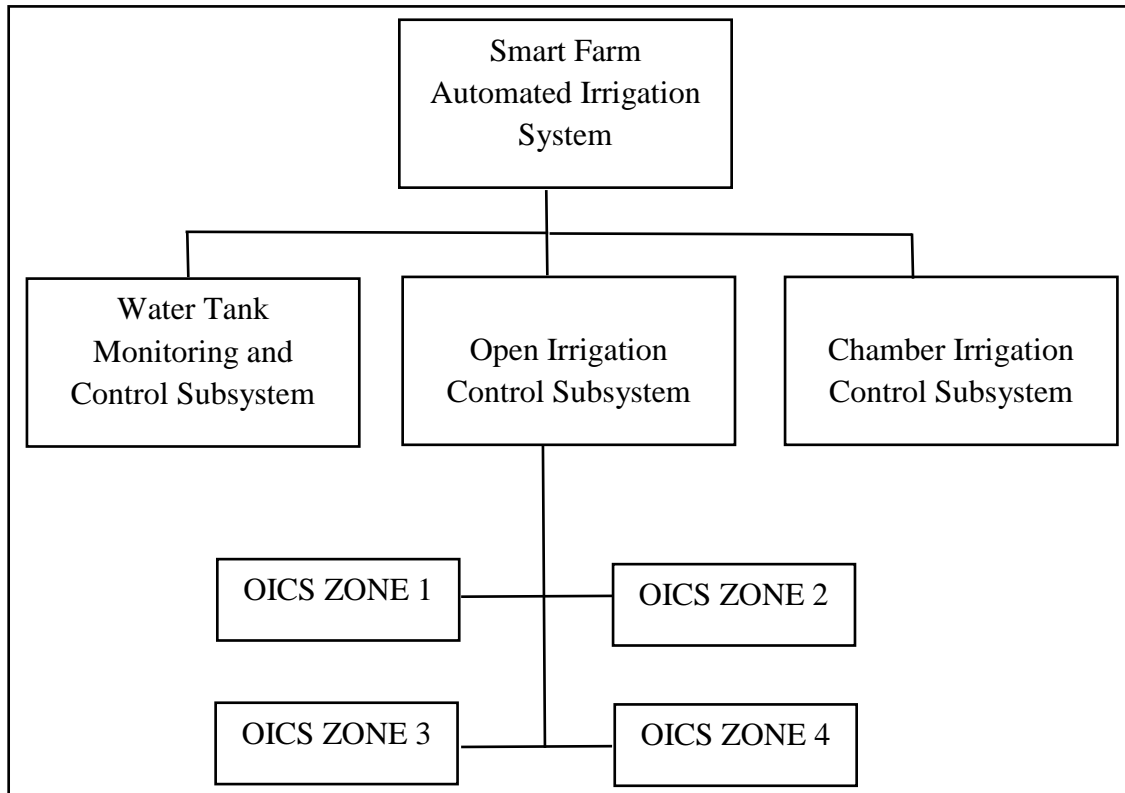 Smart Farm
Automated Irrigation
System
Water Tank
Monitoring and
Control Subsystem
Open Irrigation
Control Subsystem
Chamber Irrigation
Control Subsystem
OICS ZONE 1
OICS ZONE 2
OICS ZONE 3
OICS ZONE 4